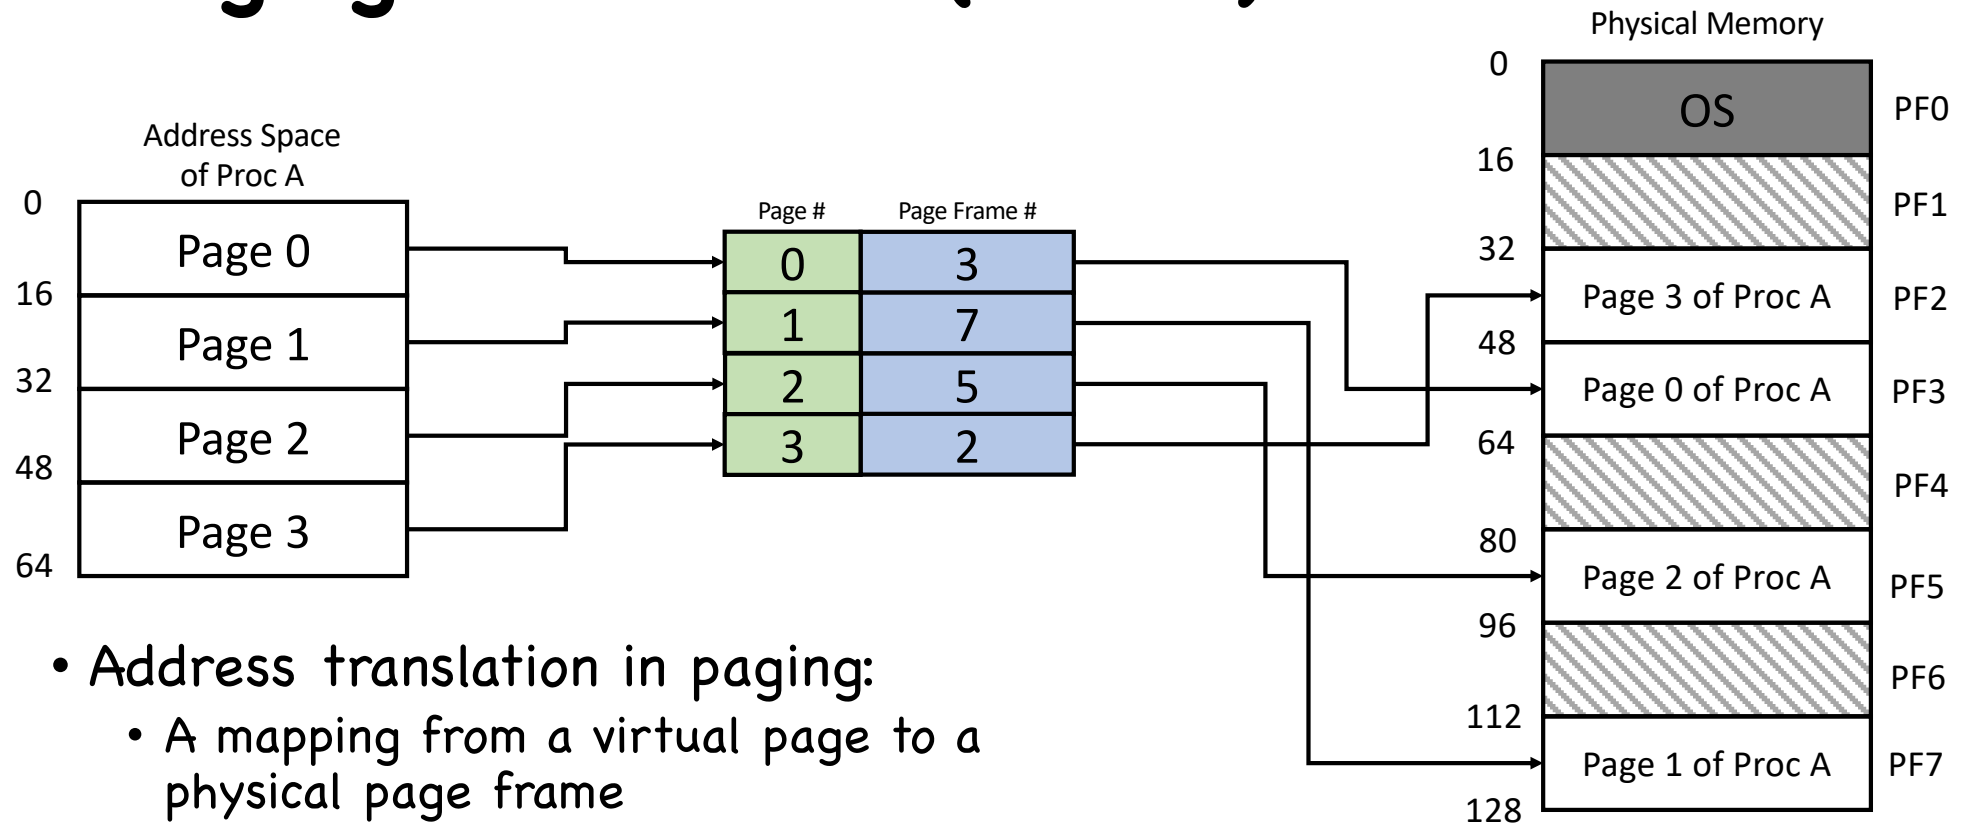 Physical Memory
0
OS
PF0
Address Space
of Proc A
16
PF1
0
Page #
Page Frame #
Page 0
0
3
32
16
Page 3 of Proc A
PF2
Page 1
1
7
48
32
2
5
Page 0 of Proc A
PF3
Page 2
3
2
64
48
PF4
Page 3
80
64
Page 2 of Proc A
PF5
96
• Address translation in paging:
PF6
• A mapping from a virtual page to a
physical page frame
112
Page 1 of Proc A
PF7
128